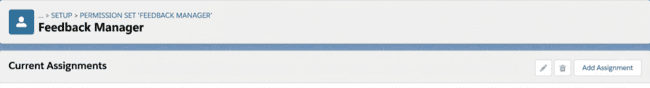 ... > SETUP > PERMISSION SET 'FEEDBACK MANAGER'
Feedback Manager
Current Assignments
Add Assignment